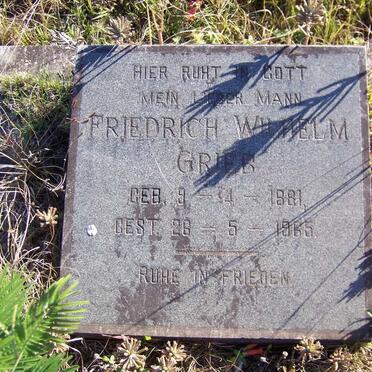 HIER RUHT IN GOTT
MEIN LIEBER MANN
FRIEDRICH WILHELM
GRIEB
GEB. 9 – 4 – 1881,
GEST. 28 – 5 – 1965.
RUHE IN FRIEDEN